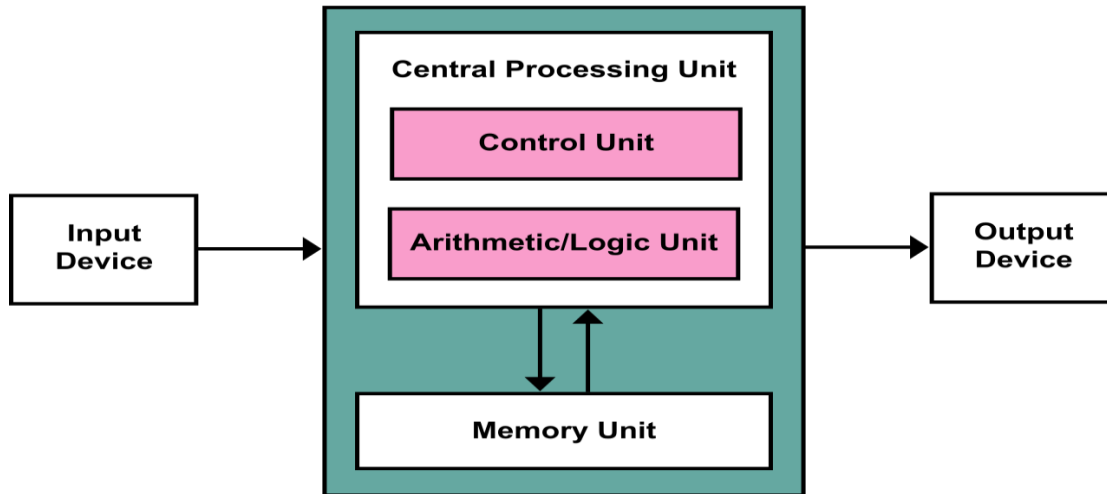 Central Processing Unit
Control Unit
Arithmetic/Logic Unit
Input
Device
Output
Device
Memory Unit